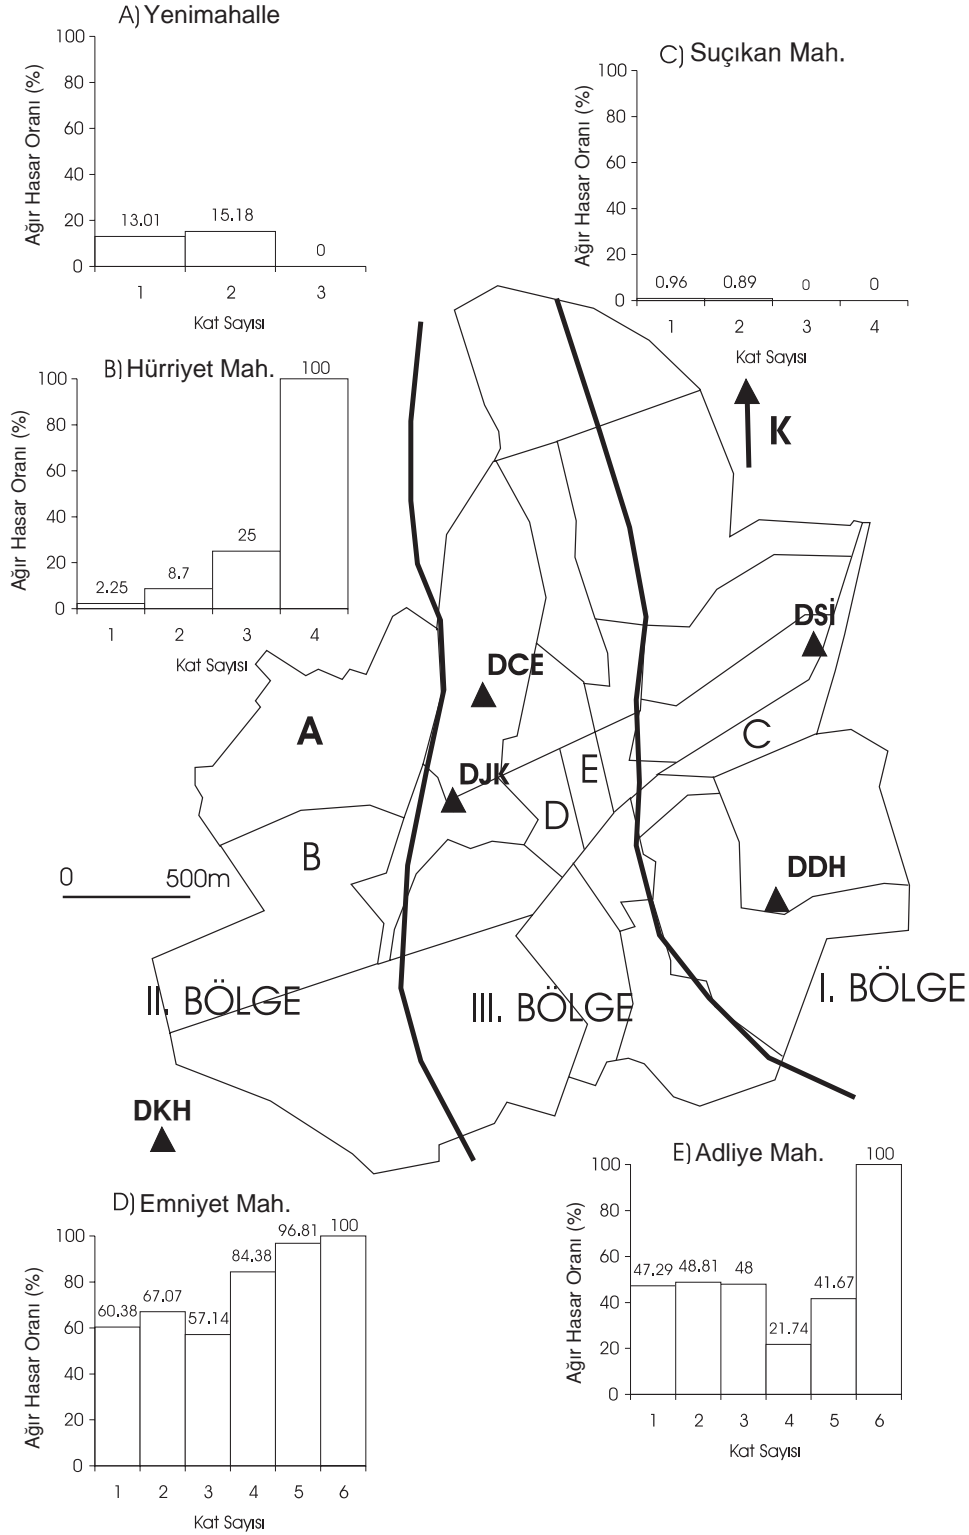 A) Yenimahalle
Ağır Hasar Oranı (%)
100
80
60
40
20
0
13.01
15.18
0
1 2 3
Kat Sayısı
C) Suçıkan Mah.
Ağır Hasar Oranı (%)
100
80
60
40
20
0
0.96
0.89
0
0
1 2 3 4
Kat Sayısı
B) Hürriyet Mah.
Ağır Hasar Oranı (%)
100
80
60
40
20
0
2.25
8.7
25
100
1 2 3 4
Kat Sayısı
K
DSİ
DCE
A
C
DJK
E
D
B
DDH
0 500m
II. BÖLGE
III. BÖLGE
I. BÖLGE
DKH
D) Emniyet Mah.
Ağır Hasar Oranı (%)
100
80
60
40
20
0
60.38
67.07
57.14
84.38
96.81
100
1 2 3 4 5 6
Kat Sayısı
E) Adliye Mah.
Ağır Hasar Oranı (%)
100
80
60
40
20
0
47.29
48.81
48
21.74
41.67
100
1 2 3 4 5 6
Kat Sayısı